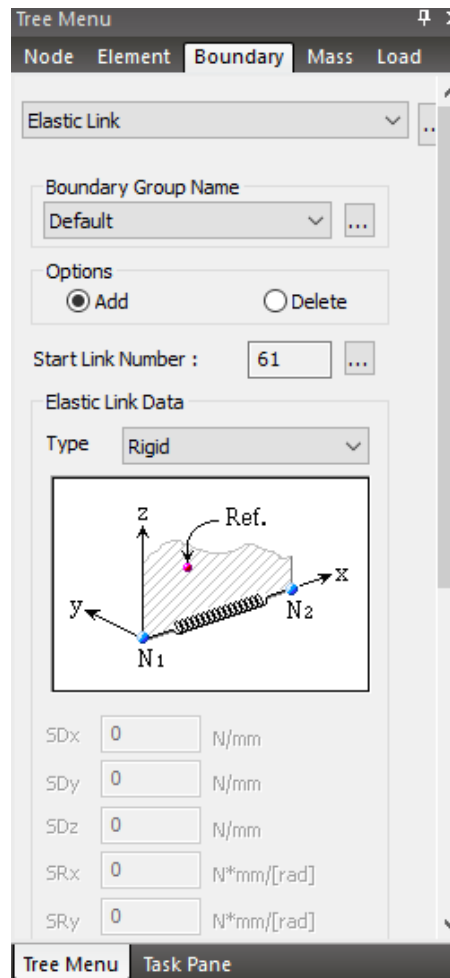 Tree Menu
Node Element Boundary Mass Load
Elastic Link
...
Boundary Group Name
Default
...
Options
Add Delete
Start Link Number : 61 ...
Elastic Link Data
Type Rigid
z Ref.
x
y N2
N1
SDx 0 N/mm
SDy 0 N/mm
SDz 0 N/mm
SRx 0 N*mm/[rad]
SRy 0 N*mm/[rad]
Tree Menu Task Pane